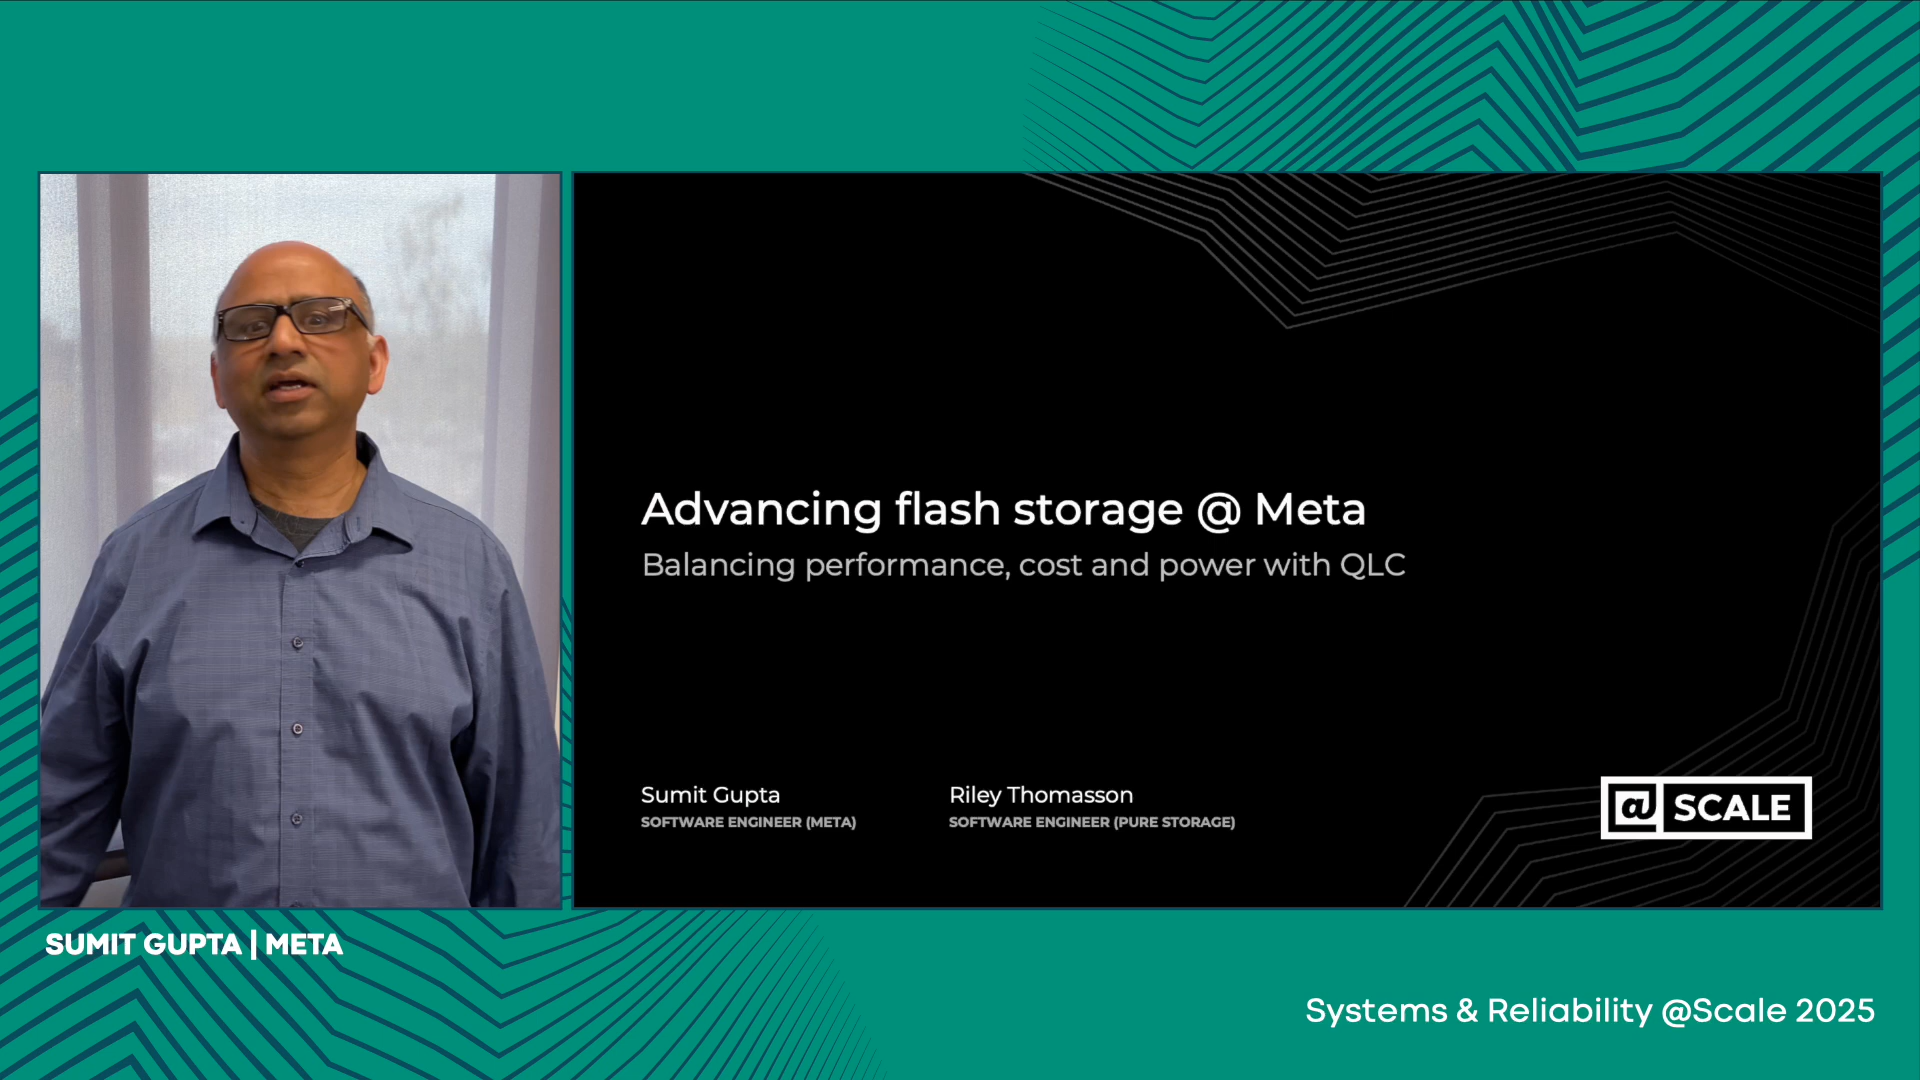 Advancing flash storage @ Meta
Balancing performance, cost and power with QLC
Sumit Gupta
SOFTWARE ENGINEER (META)
Riley Thomasson
SOFTWARE ENGINEER (PURE STORAGE)
@ SCALE
SUMIT GUPTA | META
Systems & Reliability @Scale 2025